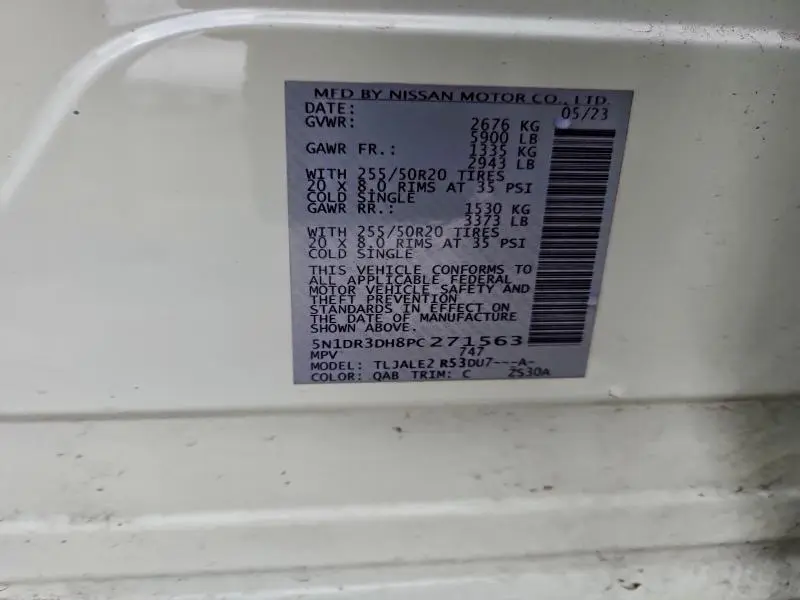 MFD BY NISSAN MOTOR CO., LTD.
DATE: 05/23
GVWR: 2676 KG
5900 LB
GAWR FR.: 1335 KG
2943 LB
WITH 255/50R20 TIRES
20 X 8.0 RIMS AT 35 PSI
COLD SINGLE
GAWR RR.: 1530 KG
3373 LB
WITH 255/50R20 TIRES
20 X 8.0 RIMS AT 35 PSI
COLD SINGLE
THIS VEHICLE CONFORMS TO
ALL APPLICABLE FEDERAL
MOTOR VEHICLE SAFETY AND
THEFT PREVENTION
STANDARDS IN EFFECT ON
THE DATE OF MANUFACTURE
SHOWN ABOVE.
5N1DR3DH8PC271563
MPV 747
MODEL: TLJALE2 R53DU7---A-
COLOR: QAB TRIM: C ZS30A